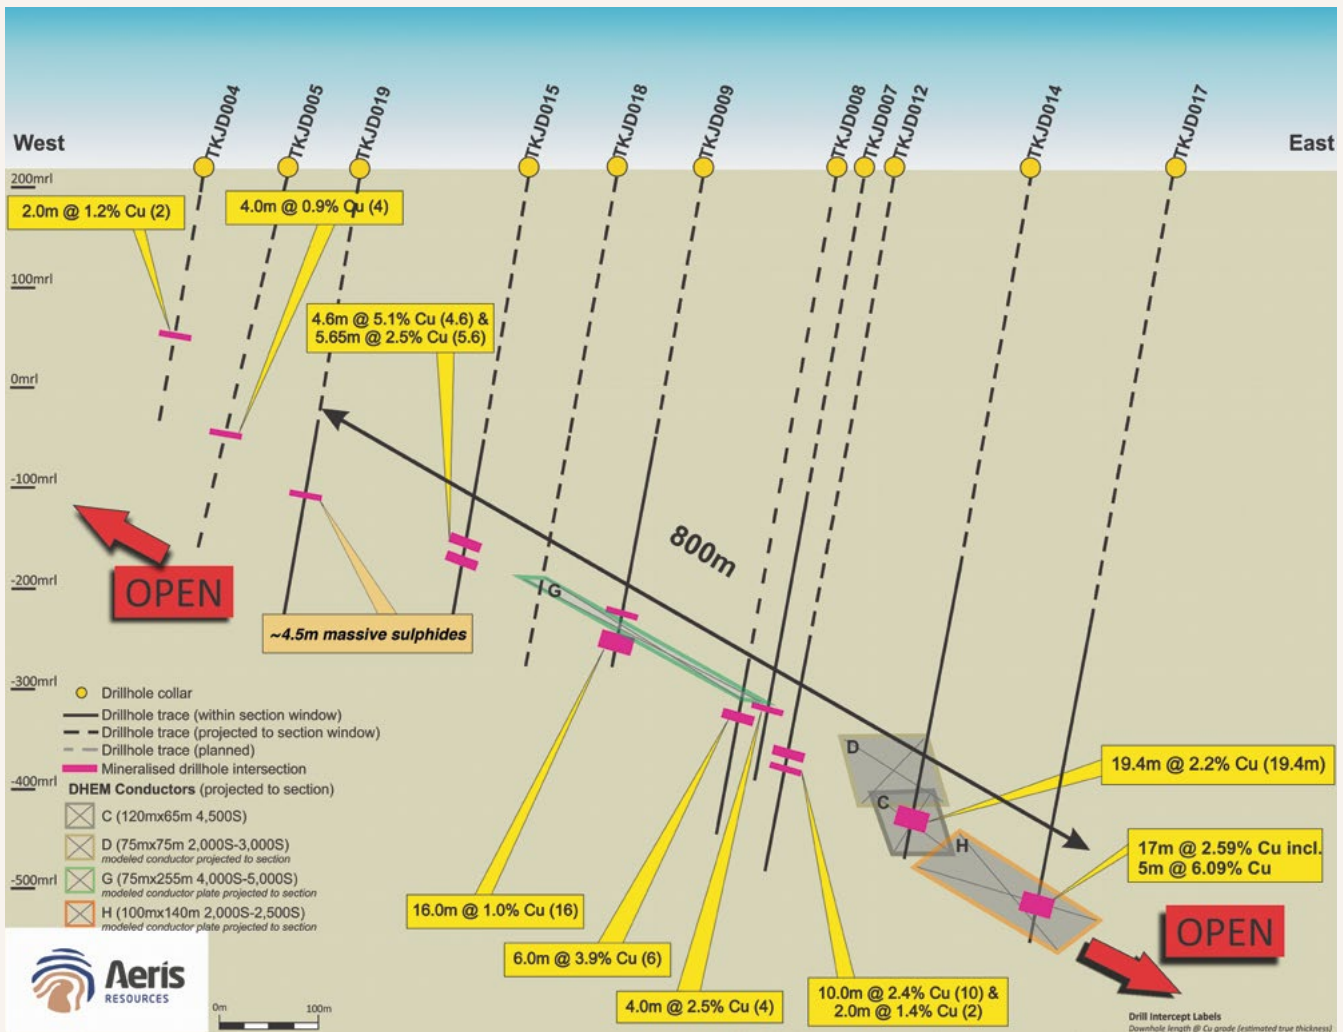 TKJD004
TKJD005
TKJD019
TKJD015
TKJD018
TKJD009
TKJD008
TKJD007
TKJD012
TKJD014
TKJD017
West
East
200mrl
2.0m @ 1.2% Cu (2)
4.0m @ 0.9% Cu (4)
100mrl
4.6m @ 5.1% Cu (4.6) &
5.65m @ 2.5% Cu (5.6)
0mrl
-100mrl
800m
OPEN
-200mrl
G
~4.5m massive sulphides
-300mrl
Drillhole collar
Drillhole trace (within section window)
Drillhole trace (projected to section window)
Drillhole trace (planned)
Mineralised drillhole intersection
DHEM Conductors (projected to section)
C (120mx65m 4,500S)
D (75mx75m 2,000S-3,000S)
modeled conductor projected to section
G (75mx255m 4,000S-5,000S)
modeled conductor plate projected to section
H (100mx140m 2,000S-2,500S)
modeled conductor plate projected to section
-400mrl
-500mrl
D
C
H
19.4m @ 2.2% Cu (19.4m)
17m @ 2.59% Cu incl.
5m @ 6.09% Cu
16.0m @ 1.0% Cu (16)
6.0m @ 3.9% Cu (6)
4.0m @ 2.5% Cu (4)
10.0m @ 2.4% Cu (10) &
2.0m @ 1.4% Cu (2)
OPEN
Aeris
RESOURCES
0m 100m
Drill Intercept Labels
Downhole length @ Cu grade (estimated true thickness)